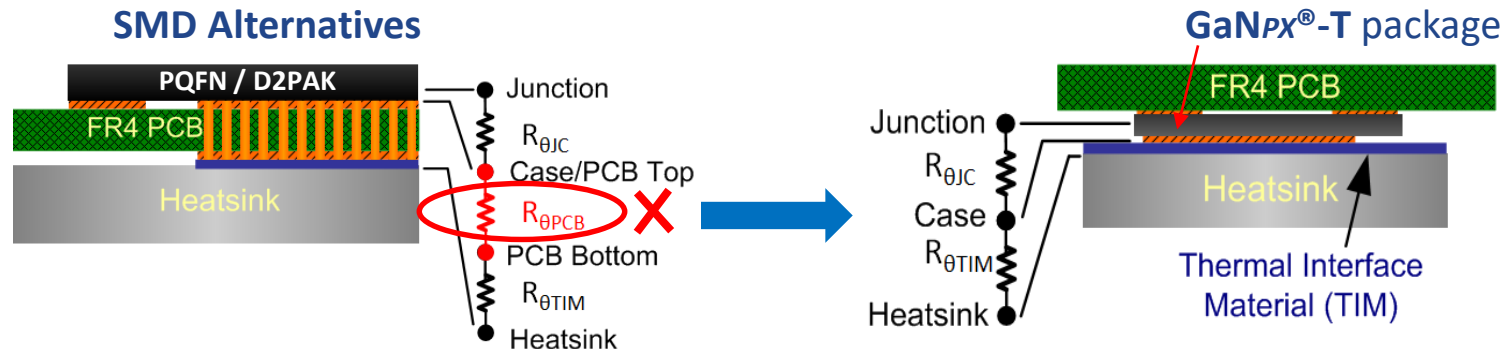 SMD Alternatives
PQFN / D2PAK
FR4 PCB
Heatsink
Junction
RθJC
Case/PCB Top
RθPCB
X
PCB Bottom
RθTIM
Heatsink
GaNPX®-T package
FR4 PCB
Junction
RθJC
Case
RθTIM
Heatsink
Heatsink
Thermal Interface
Material (TIM)